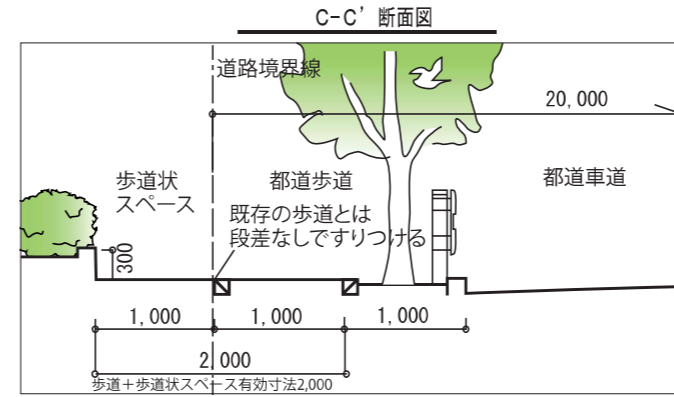 C-C’ 断面図
道路境界線
20,000
歩道状
スペース
都道歩道
都道車道
既存の歩道とは
段差なしですりつける
300
1,000
1,000
1,000
2,000
歩道＋歩道状スペース有効寸法2,000